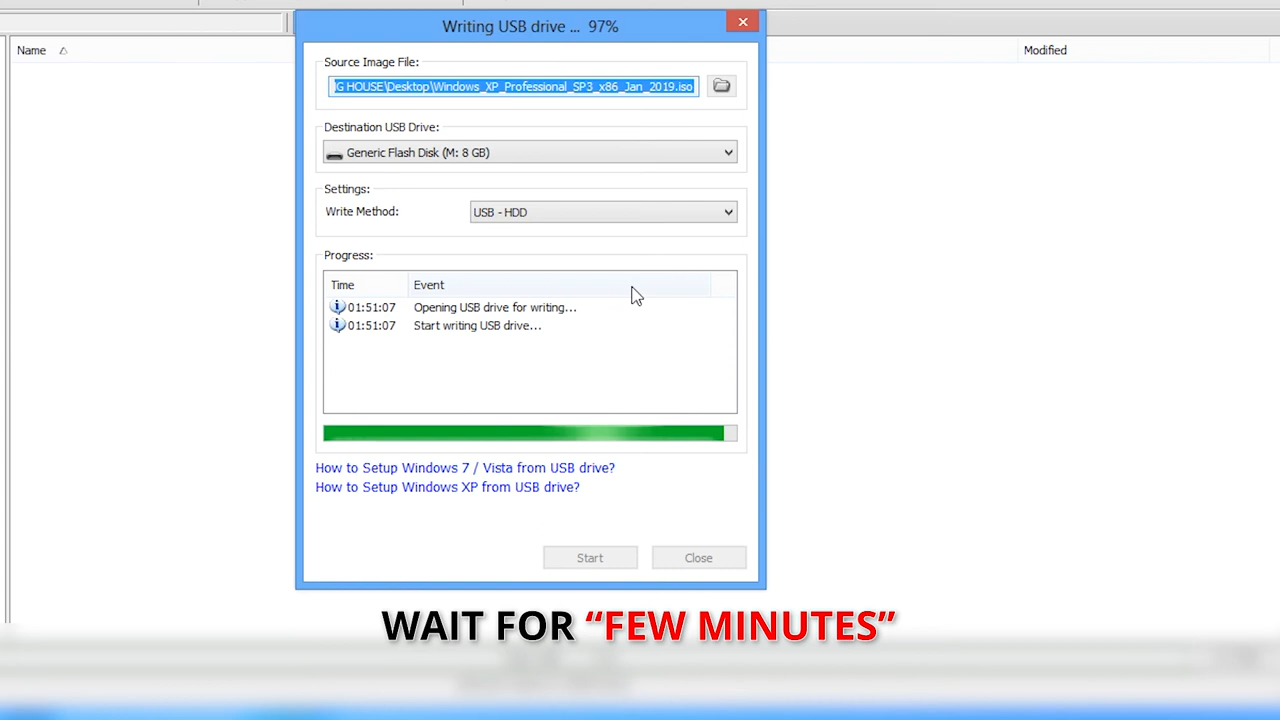 Writing USB drive ... 97%
Name
Modified
Source Image File:
G HOUSE\Desktop\Windows_XP_Professional_SP3_x86_Jan_2019.iso
Destination USB Drive:
Generic Flash Disk (M: 8 GB)
Settings:
Write Method:
USB - HDD
Progress:
Time Event
01:51:07 Opening USB drive for writing...
01:51:07 Start writing USB drive...
How to Setup Windows 7 / Vista from USB drive?
How to Setup Windows XP from USB drive?
Start Close
WAIT FOR “FEW MINUTES”